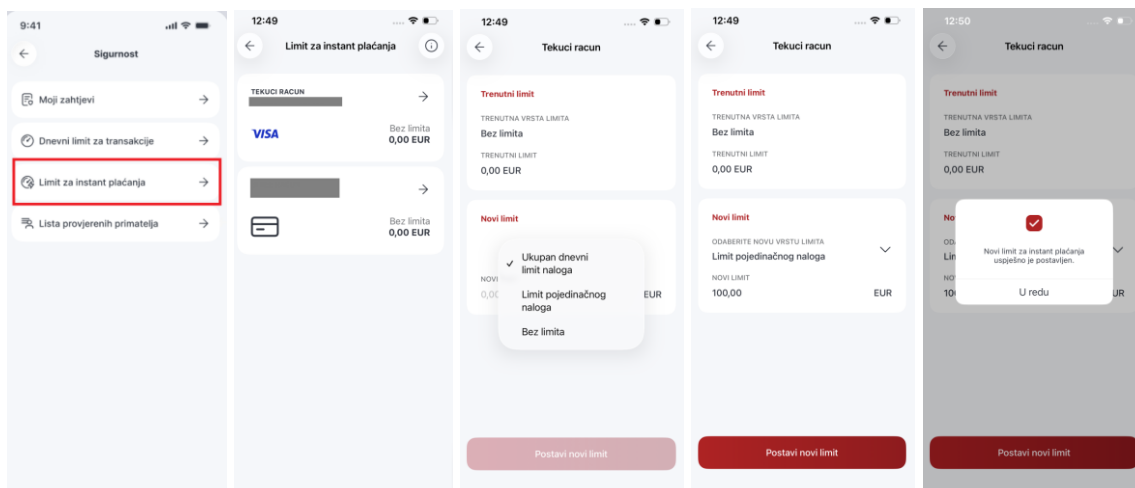 9:41
Sigurnost
Moji zahtjevi
Dnevni limit za transakcije
Limit za instant plaćanja
Lista provjerenih primatelja
12:49
Limit za instant plaćanja
TEKUCI RACUN
VISA
Bez limita
0,00 EUR
Bez limita
0,00 EUR
12:49
Tekuci racun
Trenutni limit
TRENUTNA VRSTA LIMITA
Bez limita
TRENUTNI LIMIT
0,00 EUR
Novi limit
Ukupan dnevni
limit naloga
NOVI
0,00
Limit pojedinačnog
naloga
EUR
Bez limita
Postavi novi limit
12:49
Tekuci racun
Trenutni limit
TRENUTNA VRSTA LIMITA
Bez limita
TRENUTNI LIMIT
0,00 EUR
Novi limit
ODABERITE NOVU VRSTU LIMITA
Limit pojedinačnog naloga
NOVI LIMIT
100,00 EUR
Postavi novi limit
12:50
Tekuci racun
Trenutni limit
TRENUTNA VRSTA LIMITA
Bez limita
TRENUTNI LIMIT
0,00 EUR
Novi limit za instant plaćanja
uspješno je postavljen.
U redu
Postavi novi limit